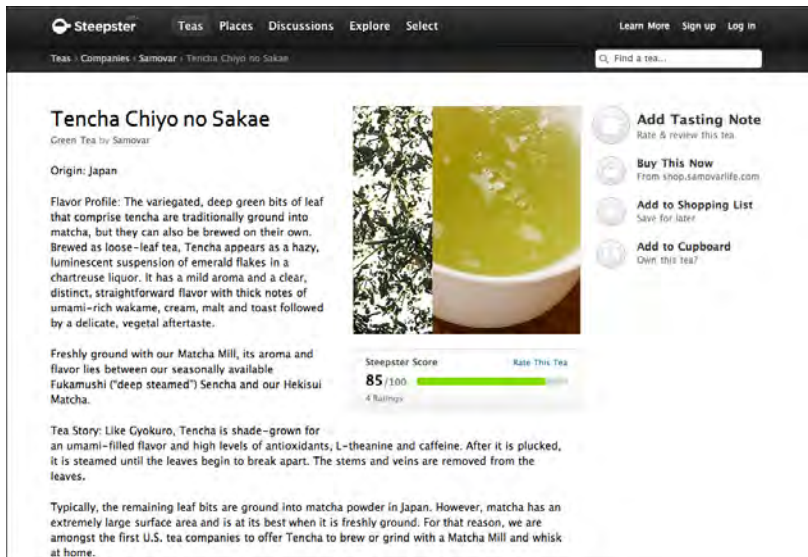 Steepster
Teas Places Discussions Explore Select
Learn More Sign up Log in
Teas › Companies › Samovar › Tencha Chiyo no Sakae
Find a tea...
Tencha Chiyo no Sakae
Green Tea by Samovar
Origin: Japan
Flavor Profile: The variegated, deep green bits of leaf
that comprise tencha are traditionally ground into
matcha, but they can also be brewed on their own.
Brewed as loose-leaf tea, Tencha appears as a hazy,
luminescent suspension of emerald flakes in a
chartreuse liquor. It has a mild aroma and a clear,
distinct, straightforward flavor with thick notes of
umami-rich wakame, cream, malt and toast followed
by a delicate, vegetal aftertaste.
Freshly ground with our Matcha Mill, its aroma and
flavor lies between our seasonally available
Fukamushi ("deep steamed") Sencha and our Hekisui
Matcha.
Tea Story: Like Gyokuro, Tencha is shade-grown for
an umami-filled flavor and high levels of antioxidants, L-theanine and caffeine. After it is plucked,
it is steamed until the leaves begin to break apart. The stems and veins are removed from the
leaves.
Typically, the remaining leaf bits are ground into matcha powder in Japan. However, matcha has an
extremely large surface area and is at its best when it is freshly ground. For that reason, we are
amongst the first U.S. tea companies to offer Tencha to brew or grind with a Matcha Mill and whisk
at home.
Steepster Score
Rate This Tea
85/100
4 Ratings
Add Tasting Note
Rate & review this tea
Buy This Now
From shop.samovarlife.com
Add to Shopping List
Save for later
Add to Cupboard
Own this tea?